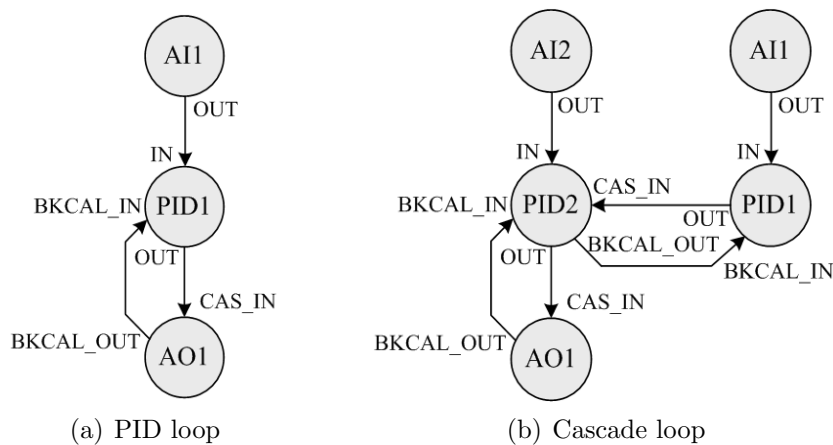 AI1
OUT
IN
BKCAL_IN
PID1
OUT
CAS_IN
BKCAL_OUT
AO1
(a) PID loop
AI2
AI1
OUT
OUT
IN
IN
CAS_IN
BKCAL_IN
PID2
PID1
OUT
OUT
BKCAL_OUT
BKCAL_IN
CAS_IN
BKCAL_OUT
AO1
(b) Cascade loop